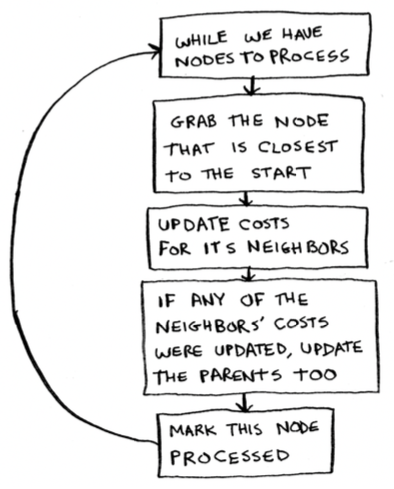 WHILE WE HAVE
NODES TO PROCESS
GRAB THE NODE
THAT IS CLOSEST
TO THE START
UPDATE COSTS
FOR ITS NEIGHBORS
IF ANY OF THE
NEIGHBORS' COSTS
WERE UPDATED, UPDATE
THE PARENTS TOO
MARK THIS NODE
PROCESSED